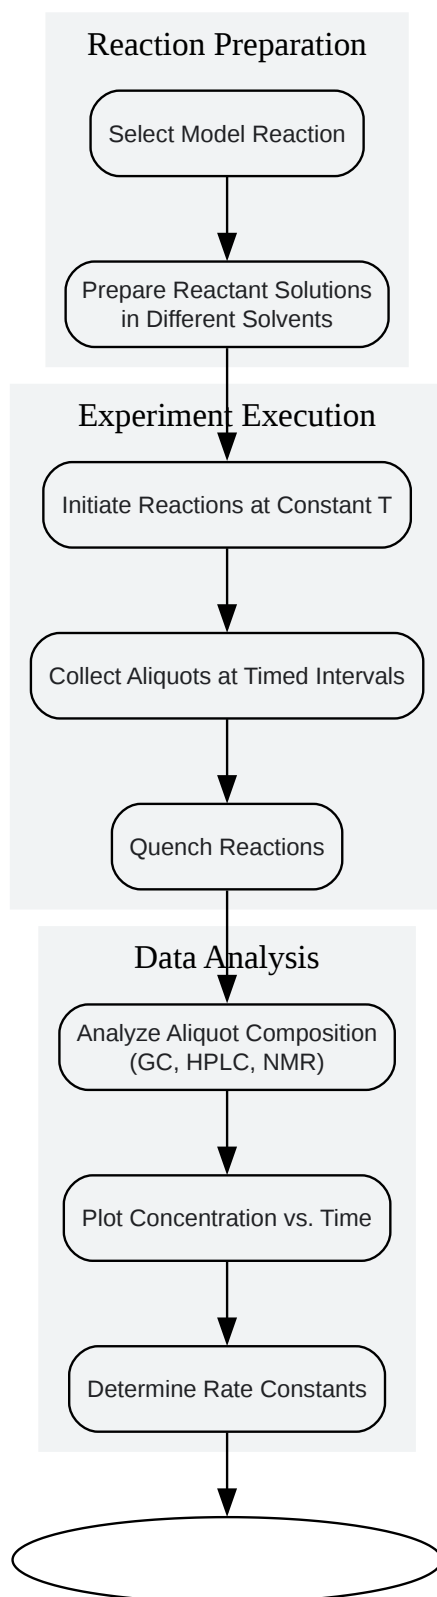 Reaction Preparation
Select Model Reaction
Prepare Reactant Solutions
in Different Solvents
Experiment Execution
Initiate Reactions at Constant T
Collect Aliquots at Timed Intervals
Quench Reactions
Data Analysis
Analyze Aliquot Composition
(GC, HPLC, NMR)
Plot Concentration vs. Time
Determine Rate Constants